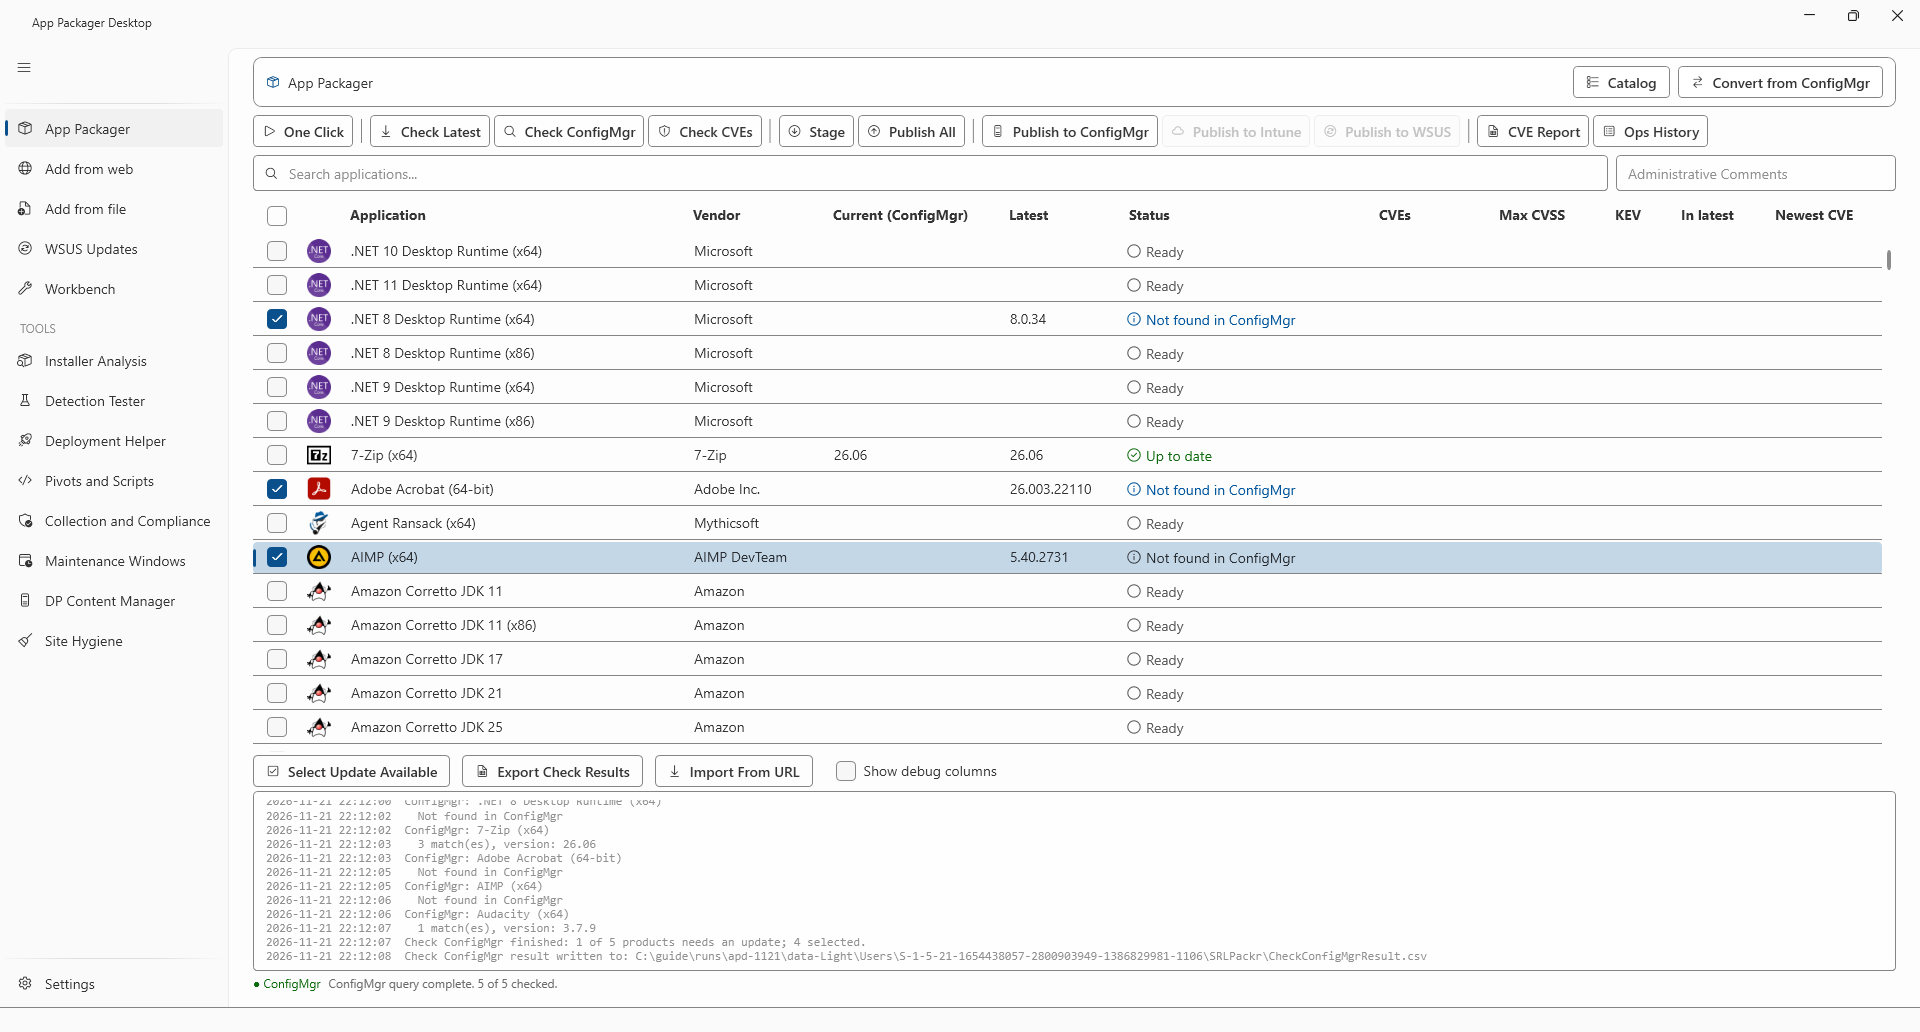 App Packager Desktop
App Packager
Catalog
Convert from ConfigMgr
One Click
Check Latest
Check ConfigMgr
Check CVEs
Stage
Publish All
Publish to ConfigMgr
Publish to Intune
Publish to WSUS
CVE Report
Ops History
Search applications...
Administrative Comments
App Packager
Add from web
Add from file
WSUS Updates
Workbench
TOOLS
Installer Analysis
Detection Tester
Deployment Helper
Pivots and Scripts
Collection and Compliance
Maintenance Windows
DP Content Manager
Site Hygiene
Settings
Application Vendor Current (ConfigMgr) Latest Status CVEs Max CVSS KEV In latest Newest CVE
.NET 10 Desktop Runtime (x64) Microsoft Ready
.NET 11 Desktop Runtime (x64) Microsoft Ready
.NET 8 Desktop Runtime (x64) Microsoft 8.0.34 Not found in ConfigMgr
.NET 8 Desktop Runtime (x86) Microsoft Ready
.NET 9 Desktop Runtime (x64) Microsoft Ready
.NET 9 Desktop Runtime (x86) Microsoft Ready
7-Zip (x64) 7-Zip 26.06 26.06 Up to date
Adobe Acrobat (64-bit) Adobe Inc. 26.003.22110 Not found in ConfigMgr
Agent Ransack (x64) Mythicsoft Ready
AIMP (x64) AIMP DevTeam 5.40.2731 Not found in ConfigMgr
Amazon Corretto JDK 11 Amazon Ready
Amazon Corretto JDK 11 (x86) Amazon Ready
Amazon Corretto JDK 17 Amazon Ready
Amazon Corretto JDK 21 Amazon Ready
Amazon Corretto JDK 25 Amazon Ready
Select Update Available
Export Check Results
Import From URL
Show debug columns
2026-11-21 22:12:00 ConfigMgr: .NET 8 Desktop Runtime (x64)
2026-11-21 22:12:02 Not found in ConfigMgr
2026-11-21 22:12:02 ConfigMgr: 7-Zip (x64)
2026-11-21 22:12:03 3 match(es), version: 26.06
2026-11-21 22:12:03 ConfigMgr: Adobe Acrobat (64-bit)
2026-11-21 22:12:05 Not found in ConfigMgr
2026-11-21 22:12:05 ConfigMgr: AIMP (x64)
2026-11-21 22:12:06 Not found in ConfigMgr
2026-11-21 22:12:06 ConfigMgr: Audacity (x64)
2026-11-21 22:12:07 1 match(es), version: 3.7.9
2026-11-21 22:12:07 Check ConfigMgr finished: 1 of 5 products needs an update; 4 selected.
2026-11-21 22:12:08 Check ConfigMgr result written to: C:\guide\runs\apd-1121\data-Light\Users\S-1-5-21-1654438057-2800903949-1386829981-1106\SRLPackr\CheckConfigMgrResult.csv
ConfigMgr ConfigMgr query complete. 5 of 5 checked.